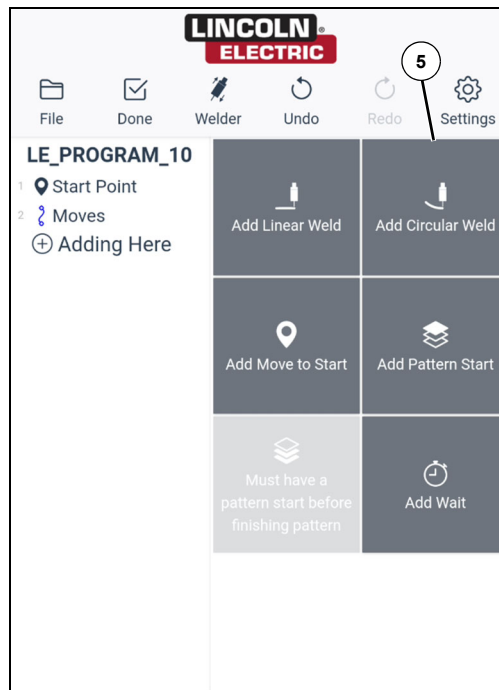 LINCOLN ®
ELECTRIC
5
File Done Welder Undo Redo Settings
LE_PROGRAM_10
1 Start Point
2 Moves
Adding Here
Add Linear Weld Add Circular Weld
Add Move to Start Add Pattern Start
Must have a
pattern start before
finishing pattern
Add Wait